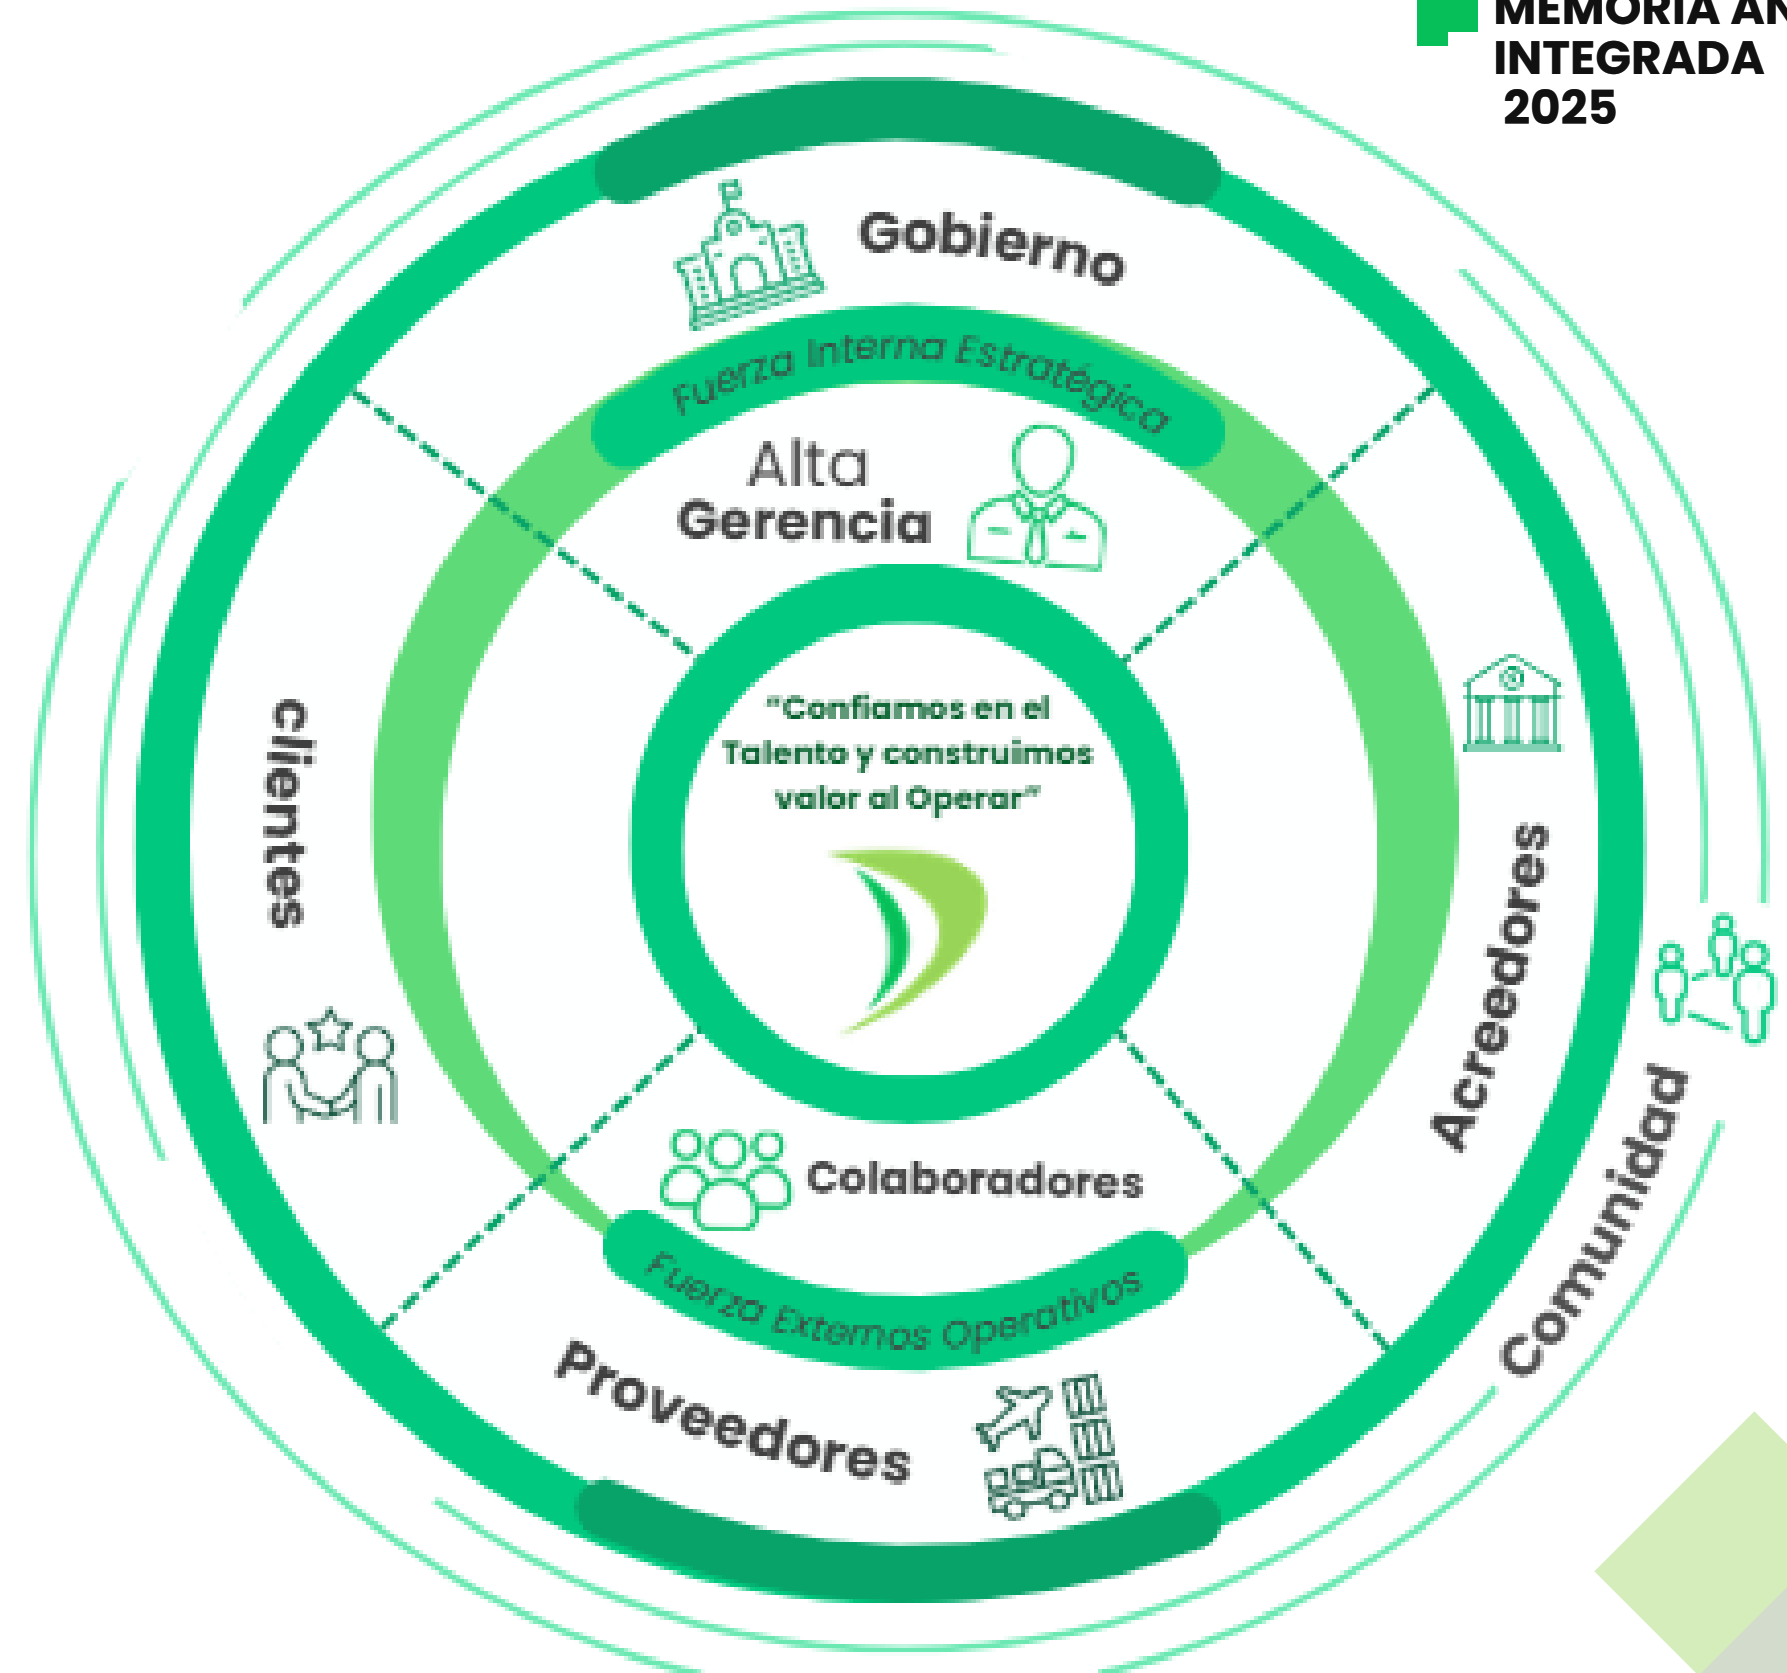 MEMORIA AN
INTEGRADA
2025
Gobierno
Fuerza Interna Estratégica
Alta
Gerencia
"Confiamos en el
Talento y construimos
valor al Operar"
clientes
Acreedores
Comunidad
Colaboradores
Fuerza Externos Operativos
Proveedores